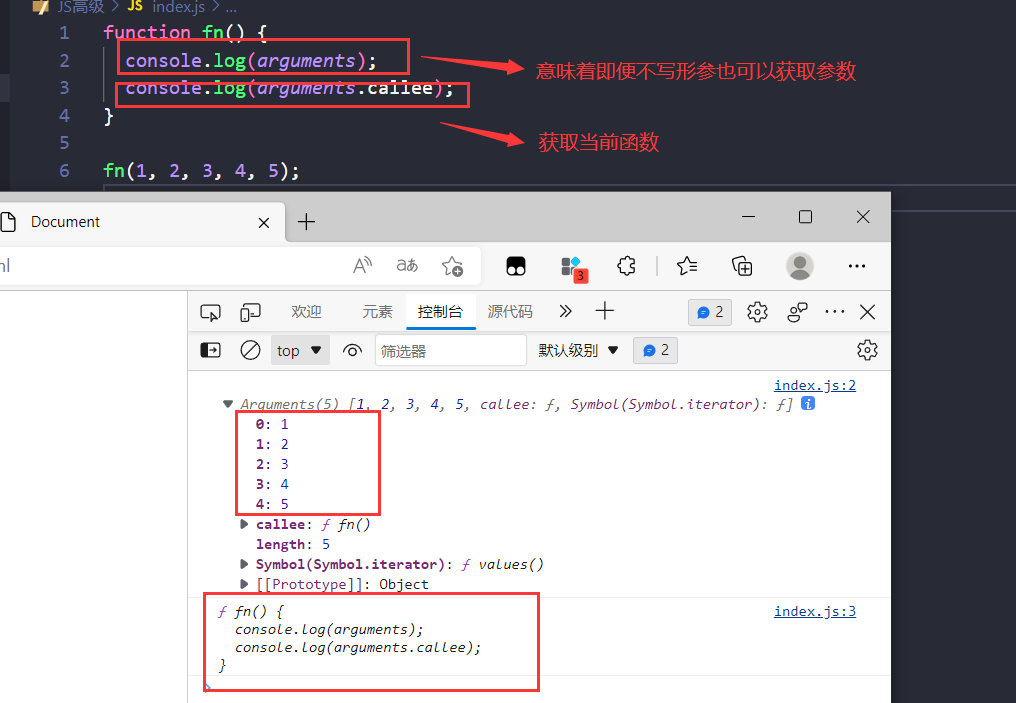 JS高级 > JS index.js > ...
1 function fn() {
2 console.log(arguments);
意味着即便不写形参也可以获取参数
3 console.log(arguments.callee);
4 }
获取当前函数
5
6 fn(1, 2, 3, 4, 5);
Document
ml
aあ
3
欢迎 元素 控制台 源代码 2
top 筛选器 默认级别 2
index.js:2
Arguments(5) [1, 2, 3, 4, 5, callee: ƒ, Symbol(Symbol.iterator): ƒ] i
0: 1
1: 2
2: 3
3: 4
4: 5
callee: ƒ fn()
length: 5
Symbol(Symbol.iterator): ƒ values()
[[Prototype]]: Object
ƒ fn() { index.js:3
console.log(arguments);
console.log(arguments.callee);
}